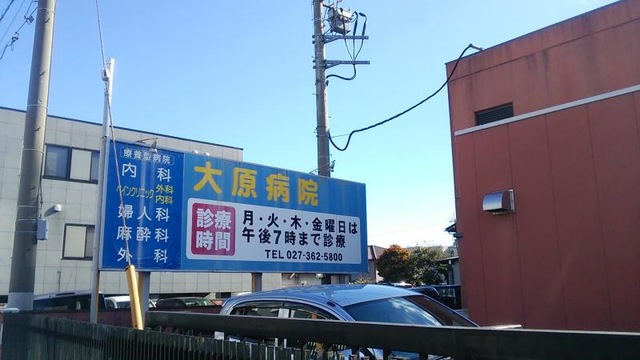 療養型病院
内科
ペインクリニック 外科 内科
婦人科
麻酔科
外科
大原病院
診療時間
月・火・木・金曜日は
午後7時まで診療
TEL 027-362-5800